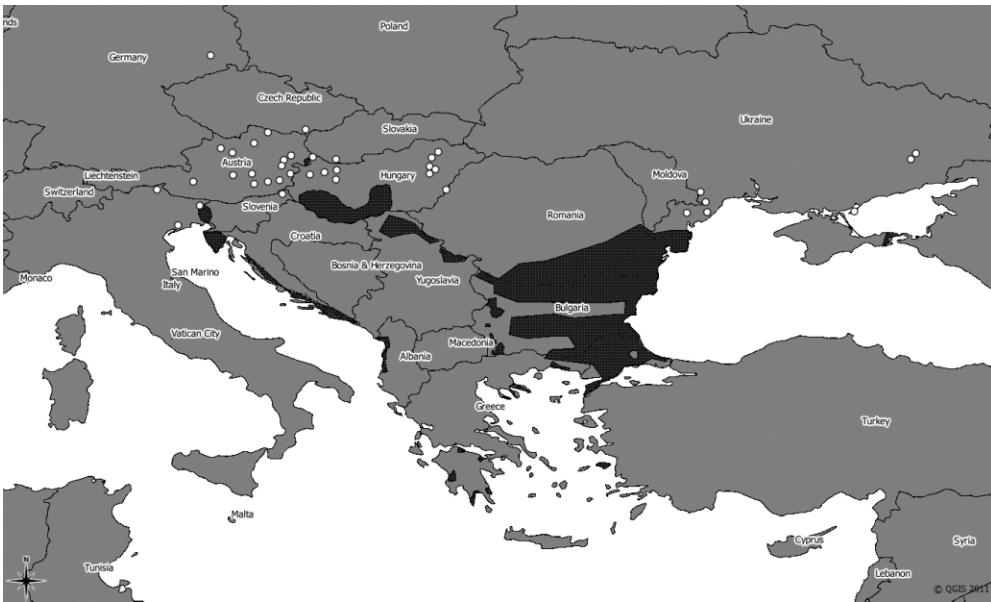 nds
Poland
Germany
Czech Republic
Ukraine
Slovakia
Austria
Moldova
Liechtenstein
Hungary
Switzerland
Slovenia
Romania
Croatia
Bosnia & Herzegovina
San Marino
Monaco
Italy
Yugoslavia
Bulgaria
Vatican City
Macedonia
Albania
Greece
Turkey
Malta
Cyprus
Syria
N
Tunisia
Lebanon
© QGIS 2011